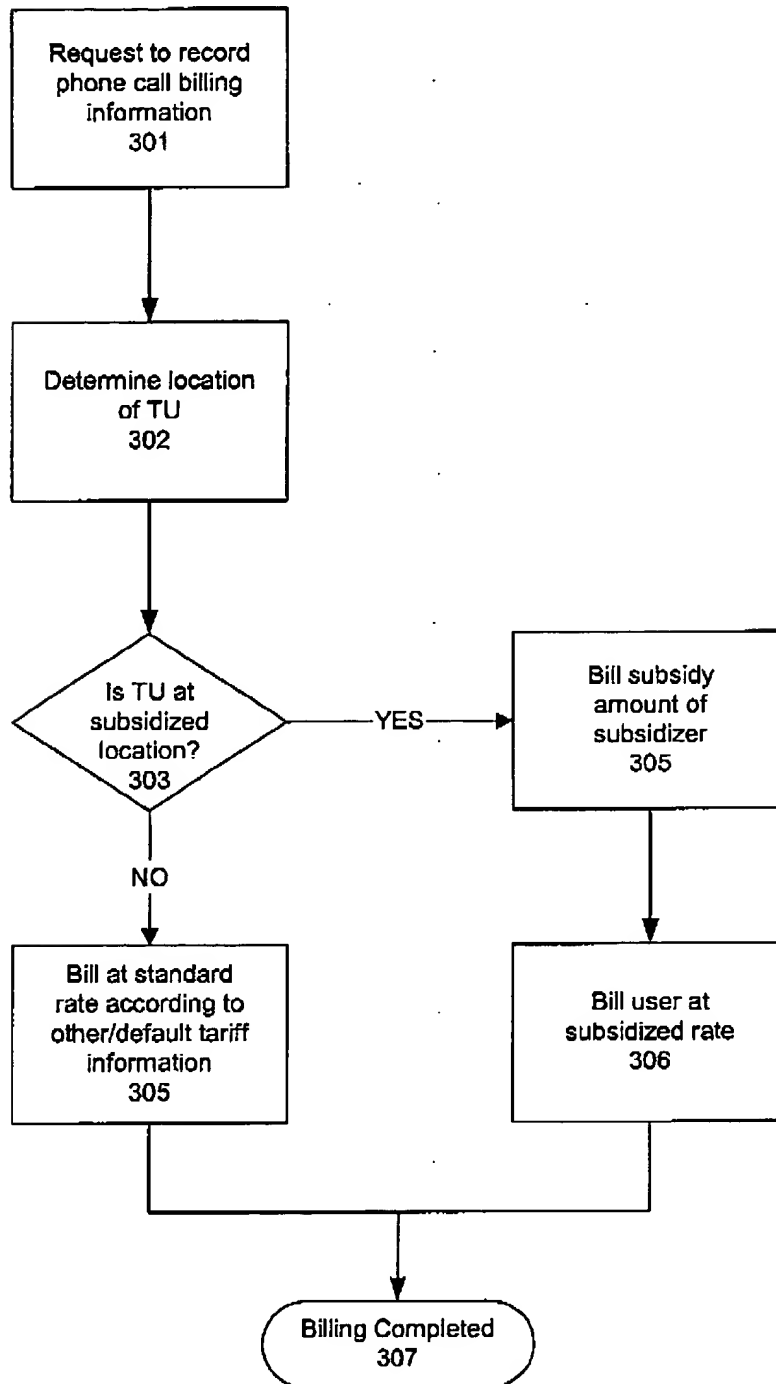 Request to record
phone call billing
information
301
Determine location
of TU
302
Is TU at
subsidized
location?
303
YES
Bill subsidy
amount of
subsidizer
305
NO
Bill at standard
rate according to
other/default tariff
information
305
Bill user at
subsidized rate
306
Billing Completed
307